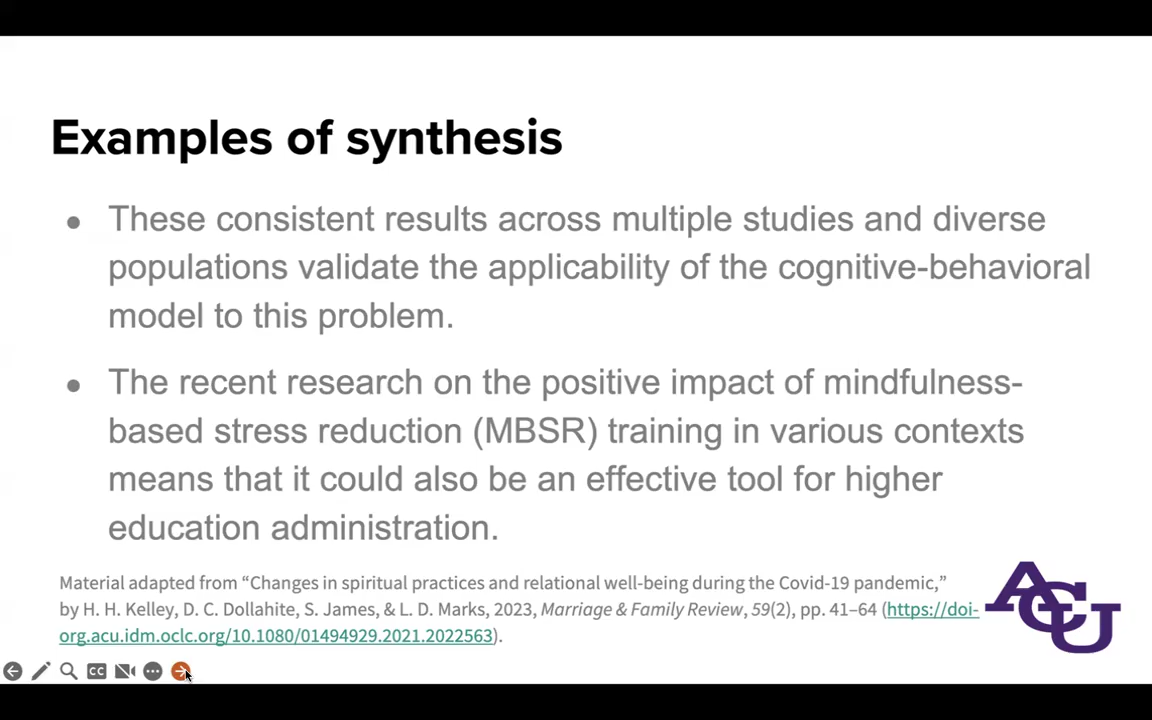 Examples of synthesis
● These consistent results across multiple studies and diverse
populations validate the applicability of the cognitive-behavioral
model to this problem.
● The recent research on the positive impact of mindfulness-
based stress reduction (MBSR) training in various contexts
means that it could also be an effective tool for higher
education administration.
Material adapted from “Changes in spiritual practices and relational well-being during the Covid-19 pandemic,”
by H. H. Kelley, D. C. Dollahite, S. James, & L. D. Marks, 2023, Marriage & Family Review, 59(2), pp. 41–64 (https://doi-
org.acu.idm.oclc.org/10.1080/01494929.2021.2022563).
ACU
CC